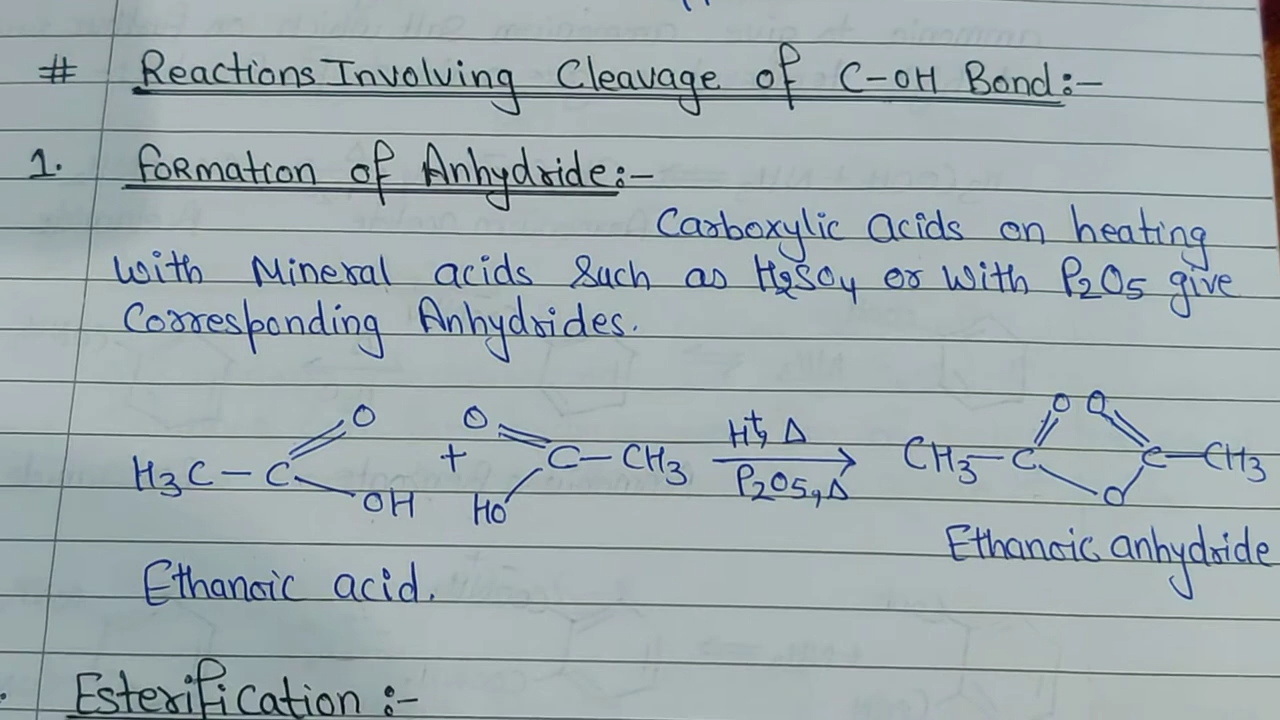 # Reactions Involving Cleavage of C-OH Bond:-
1. Formation of Anhydride:-
Carboxylic acids on heating
with Mineral acids Such as H2SO4 or with P2O5 give
Corresponding Anhydrides.
O O H+, Δ O O
H3C-C + C-CH3 → CH3-C C-CH3
OH HO P2O5, Δ O
Ethanoic anhydride
Ethanoic acid.
Esterification:-